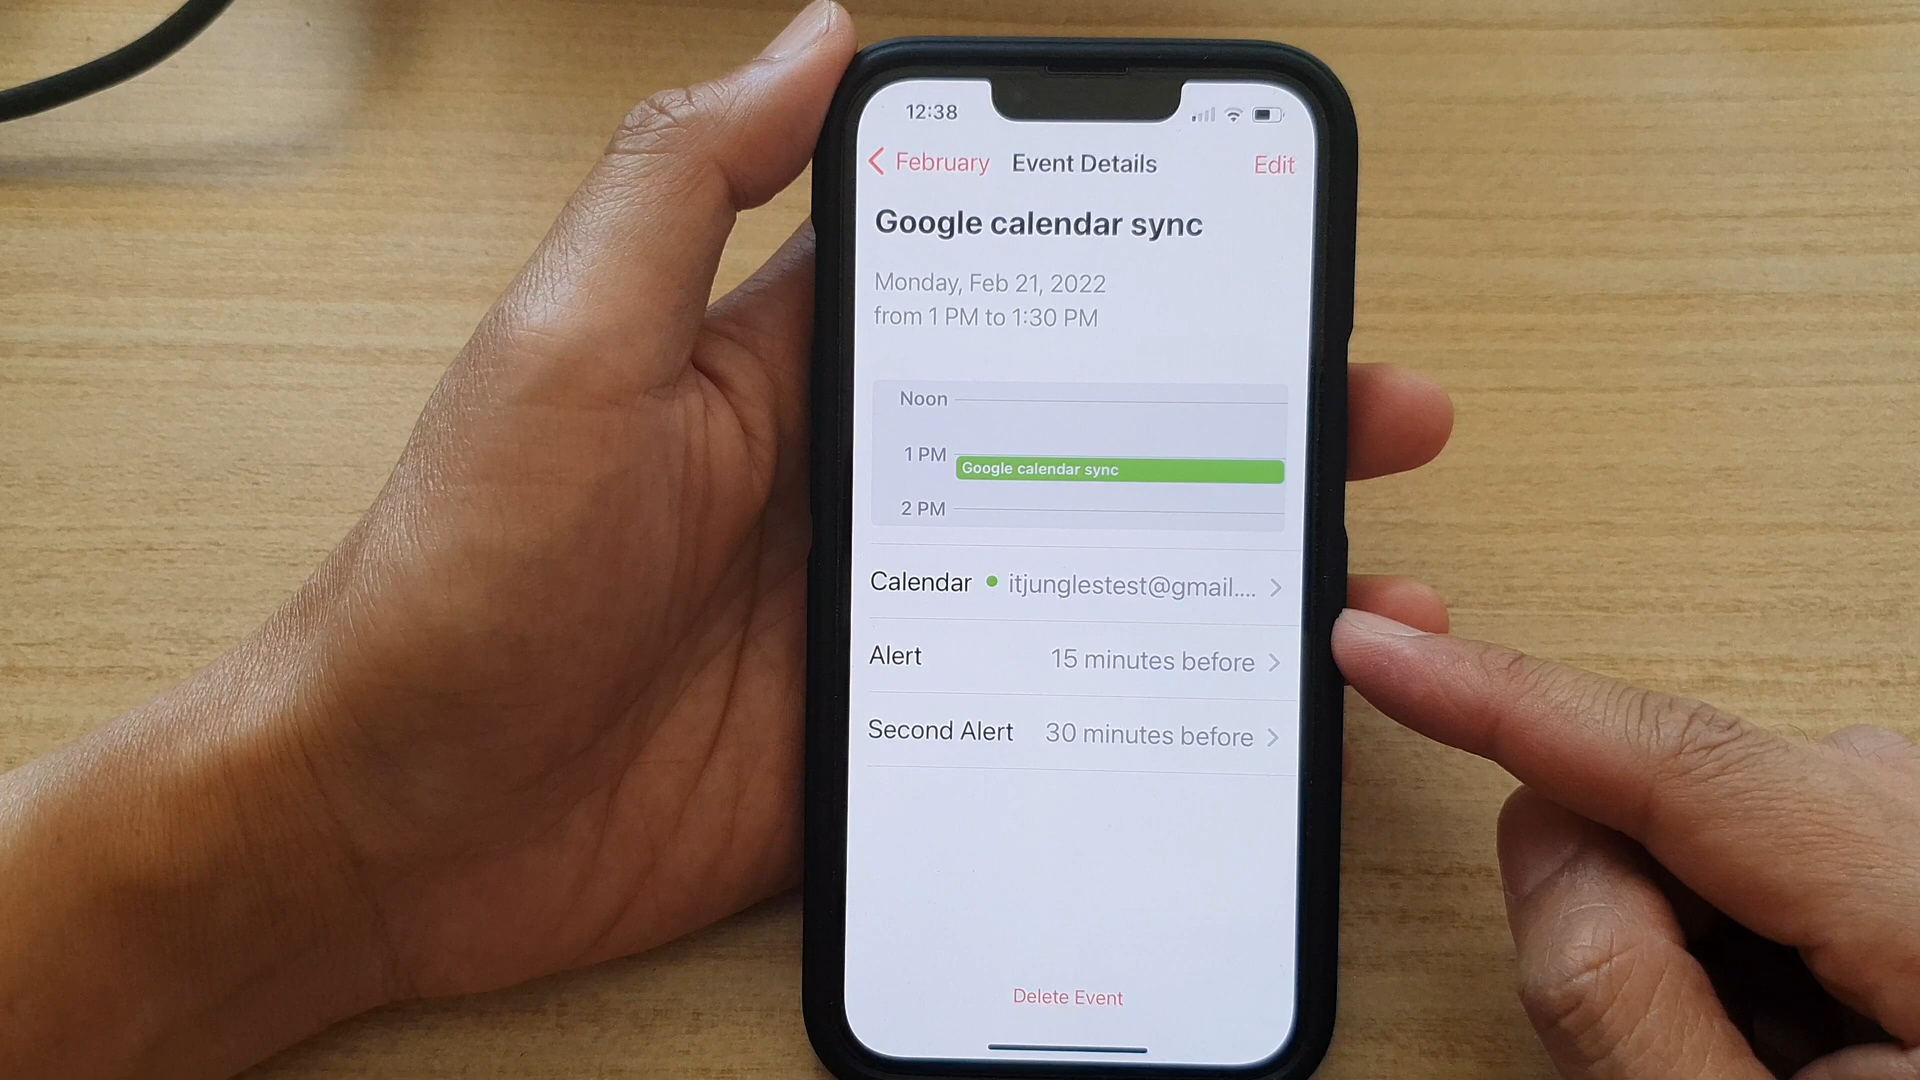 12:38
February Event Details Edit
Google calendar sync
Monday, Feb 21, 2022
from 1 PM to 1:30 PM
Noon
1 PM
Google calendar sync
2 PM
Calendar itjunglestest@gmail....
Alert 15 minutes before
Second Alert 30 minutes before
Delete Event